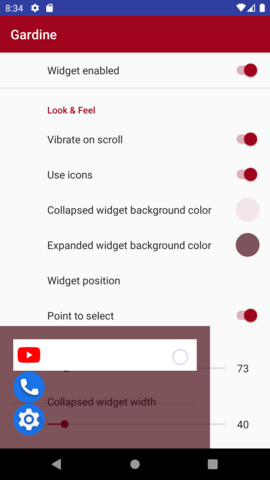 8:34
Gardine
Widget enabled
Look & Feel
Vibrate on scroll
Use icons
Collapsed widget background color
Expanded widget background color
Widget position
Point to select
73
Collapsed widget width
40